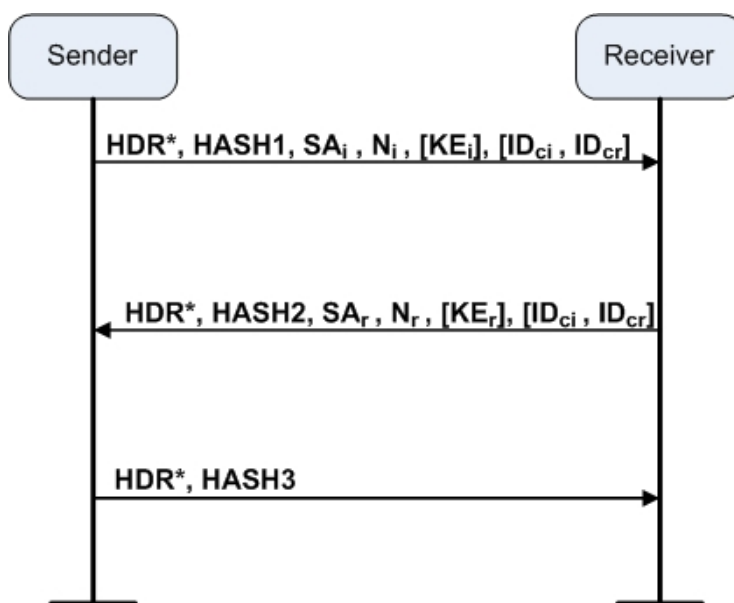 Sender
Receiver
HDR*, HASH1, SAi , Ni , [KEi], [IDci , IDcr]
HDR*, HASH2, SAr , Nr , [KEr], [IDci , IDcr]
HDR*, HASH3